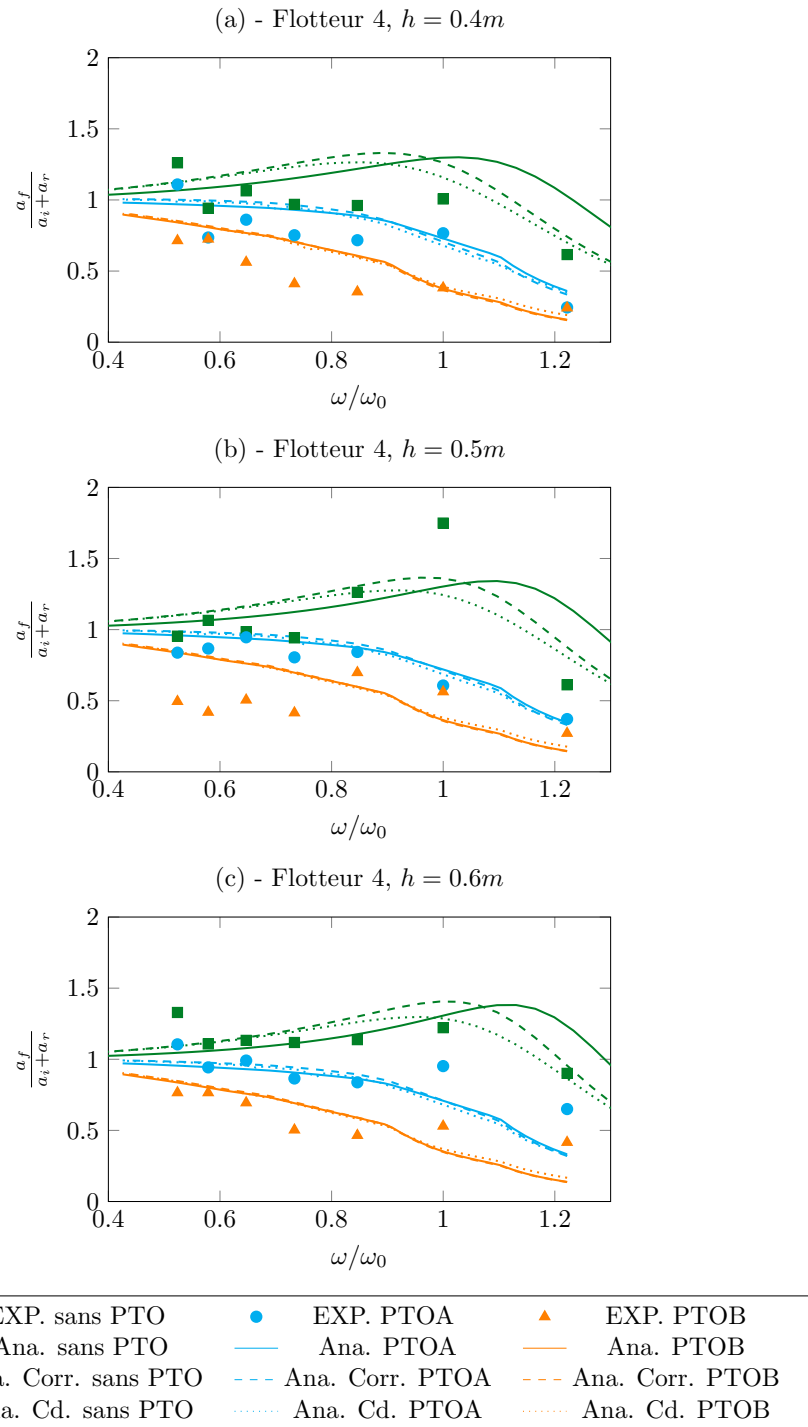 (a) - Flotteur 4, h = 0.4m
2
1.5
1
0.5
0
a_f / a_i+a_r
0.4 0.6 0.8 1 1.2
ω/ω₀
(b) - Flotteur 4, h = 0.5m
2
1.5
1
0.5
0
a_f / a_i+a_r
0.4 0.6 0.8 1 1.2
ω/ω₀
(c) - Flotteur 4, h = 0.6m
2
1.5
1
0.5
0
a_f / a_i+a_r
0.4 0.6 0.8 1 1.2
ω/ω₀
sans PTO EXP. PTOA EXP. PTOB
sans PTO Ana. PTOA Ana. PTOB
Corr. sans PTO Ana. Corr. PTOA Ana. Corr. PTOB
Cd. sans PTO Ana. Cd. PTOA Ana. Cd. PTOB